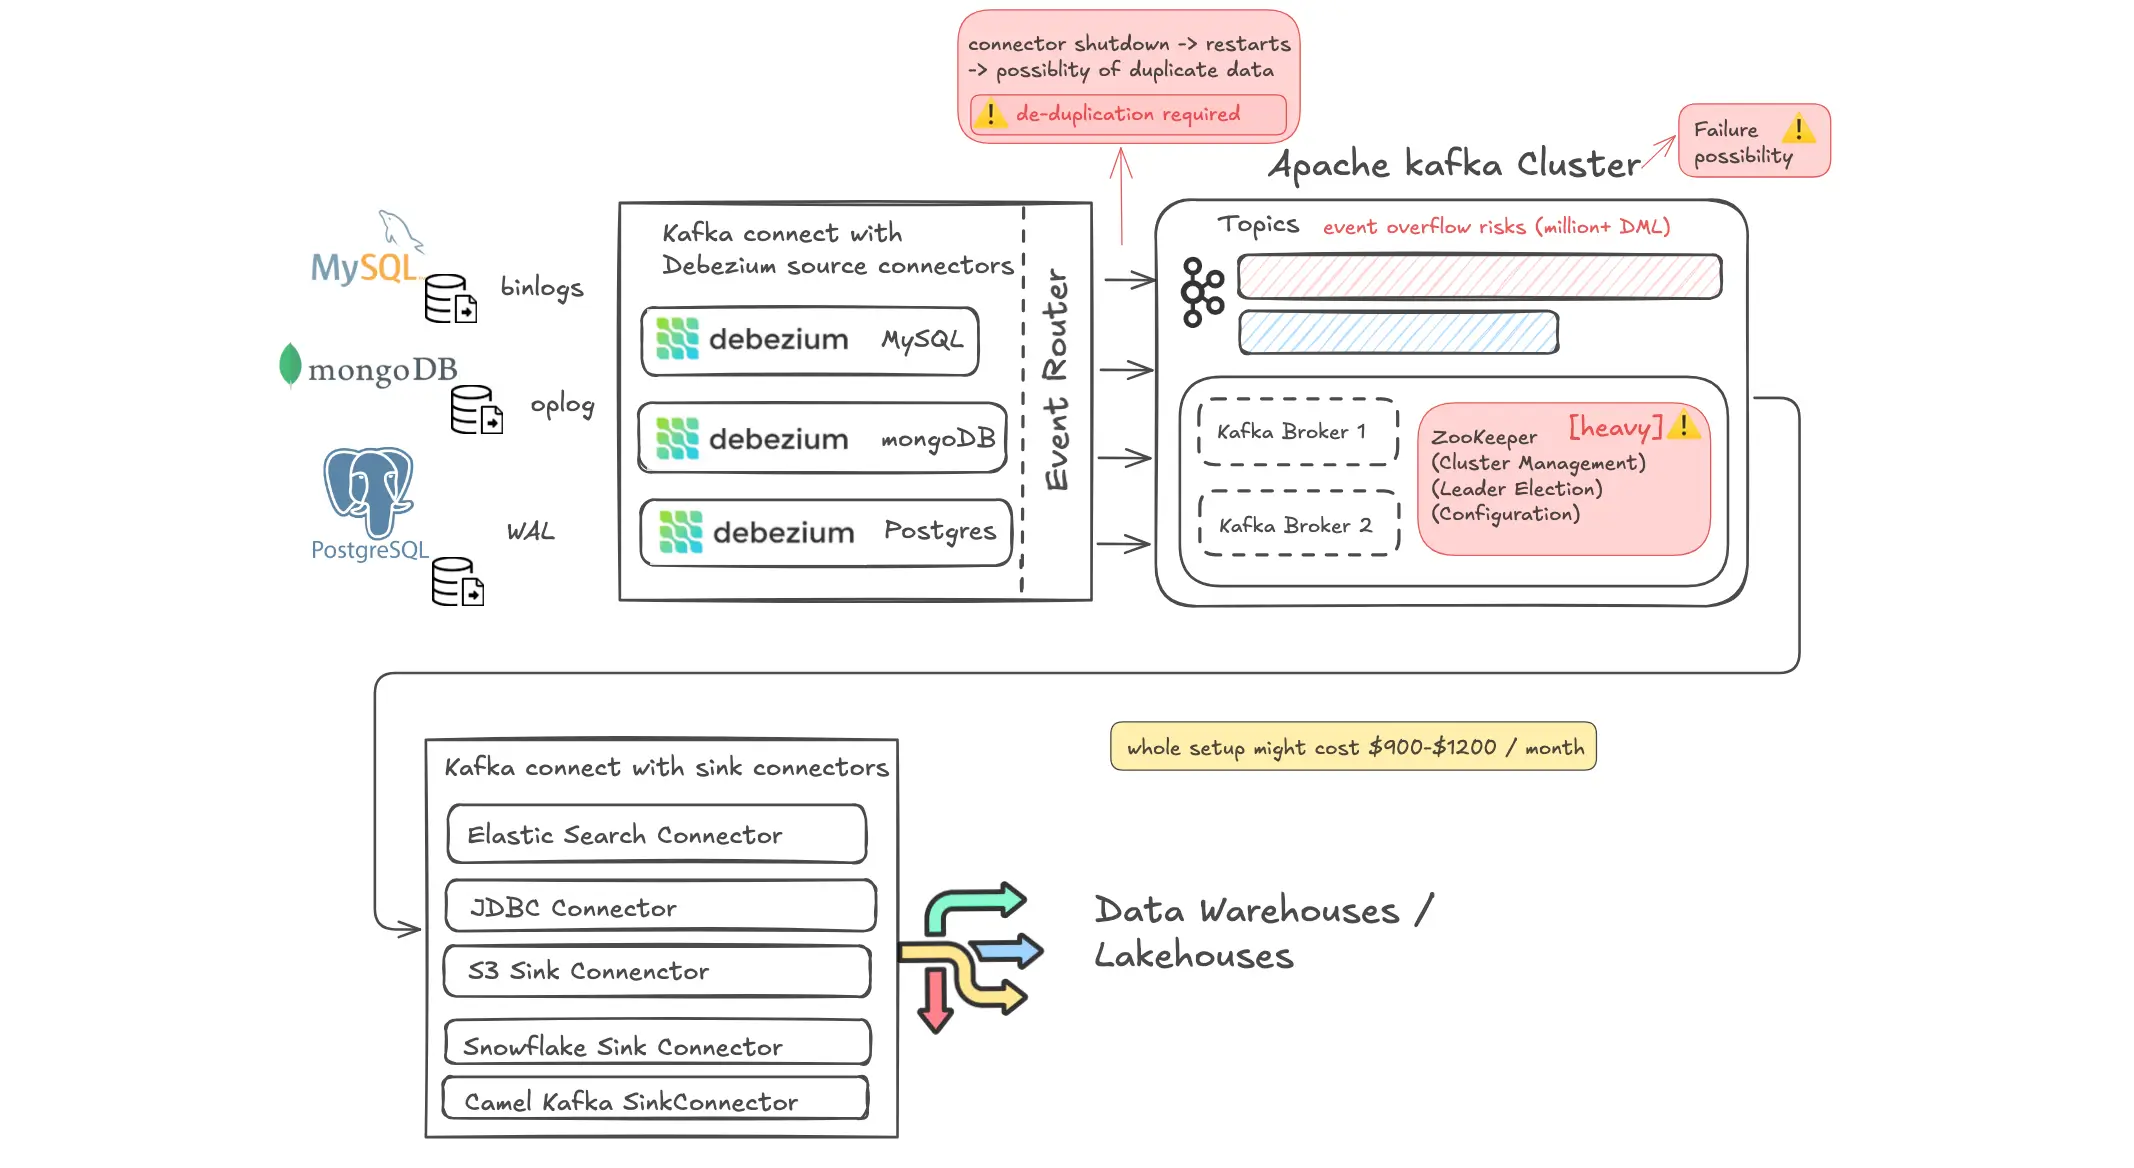 connector shutdown -> restarts
-> possiblity of duplicate data
de-duplication required
Failure
possibility
Apache kafka Cluster
MySQL
binlogs
mongoDB
oplog
PostgreSQL
WAL
Kafka connect with
Debezium source connectors
debezium MySQL
debezium mongoDB
debezium Postgres
Event Router
Topics event overflow risks (million+ DML)
Kafka Broker 1
Kafka Broker 2
[heavy]
ZooKeeper
(Cluster Management)
(Leader Election)
(Configuration)
whole setup might cost $900-$1200 / month
Kafka connect with sink connectors
Elastic Search Connector
JDBC Connector
S3 Sink Connenctor
Snowflake Sink Connector
Camel Kafka SinkConnector
Data Warehouses /
Lakehouses